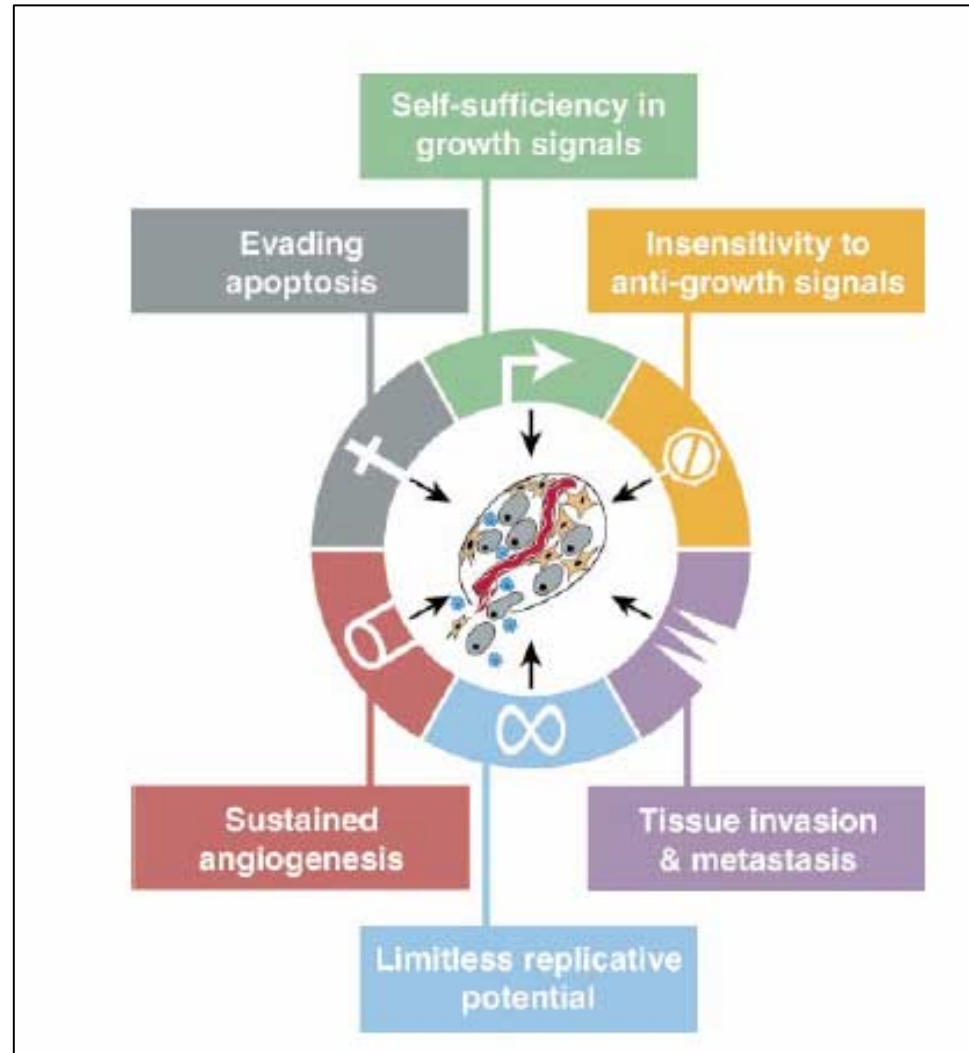 Self-sufficiency in
growth signals
Evading
apoptosis
Insensitivity to
anti-growth signals
Sustained
angiogenesis
Tissue invasion
& metastasis
Limitless replicative
potential